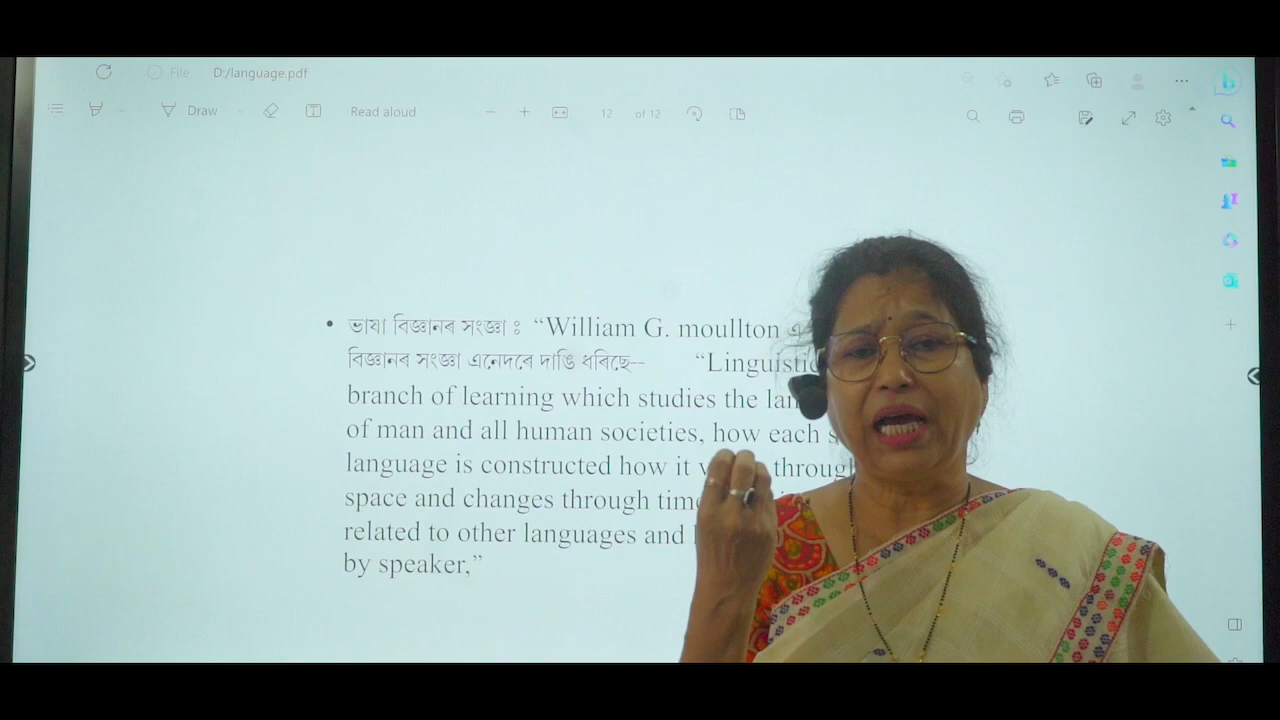 File D:/language.pdf
Draw Read aloud 12 of 12
• ভাষা বিজ্ঞানৰ সংজ্ঞা ঃ “William G. moullton
বিজ্ঞানৰ সংজ্ঞা এনেদৰে দাঙি ধৰিছে-- “Linguistic
branch of learning which studies the
of man and all human societies, how each
language is constructed how it through
space and changes through time
related to other languages and
by speaker,”